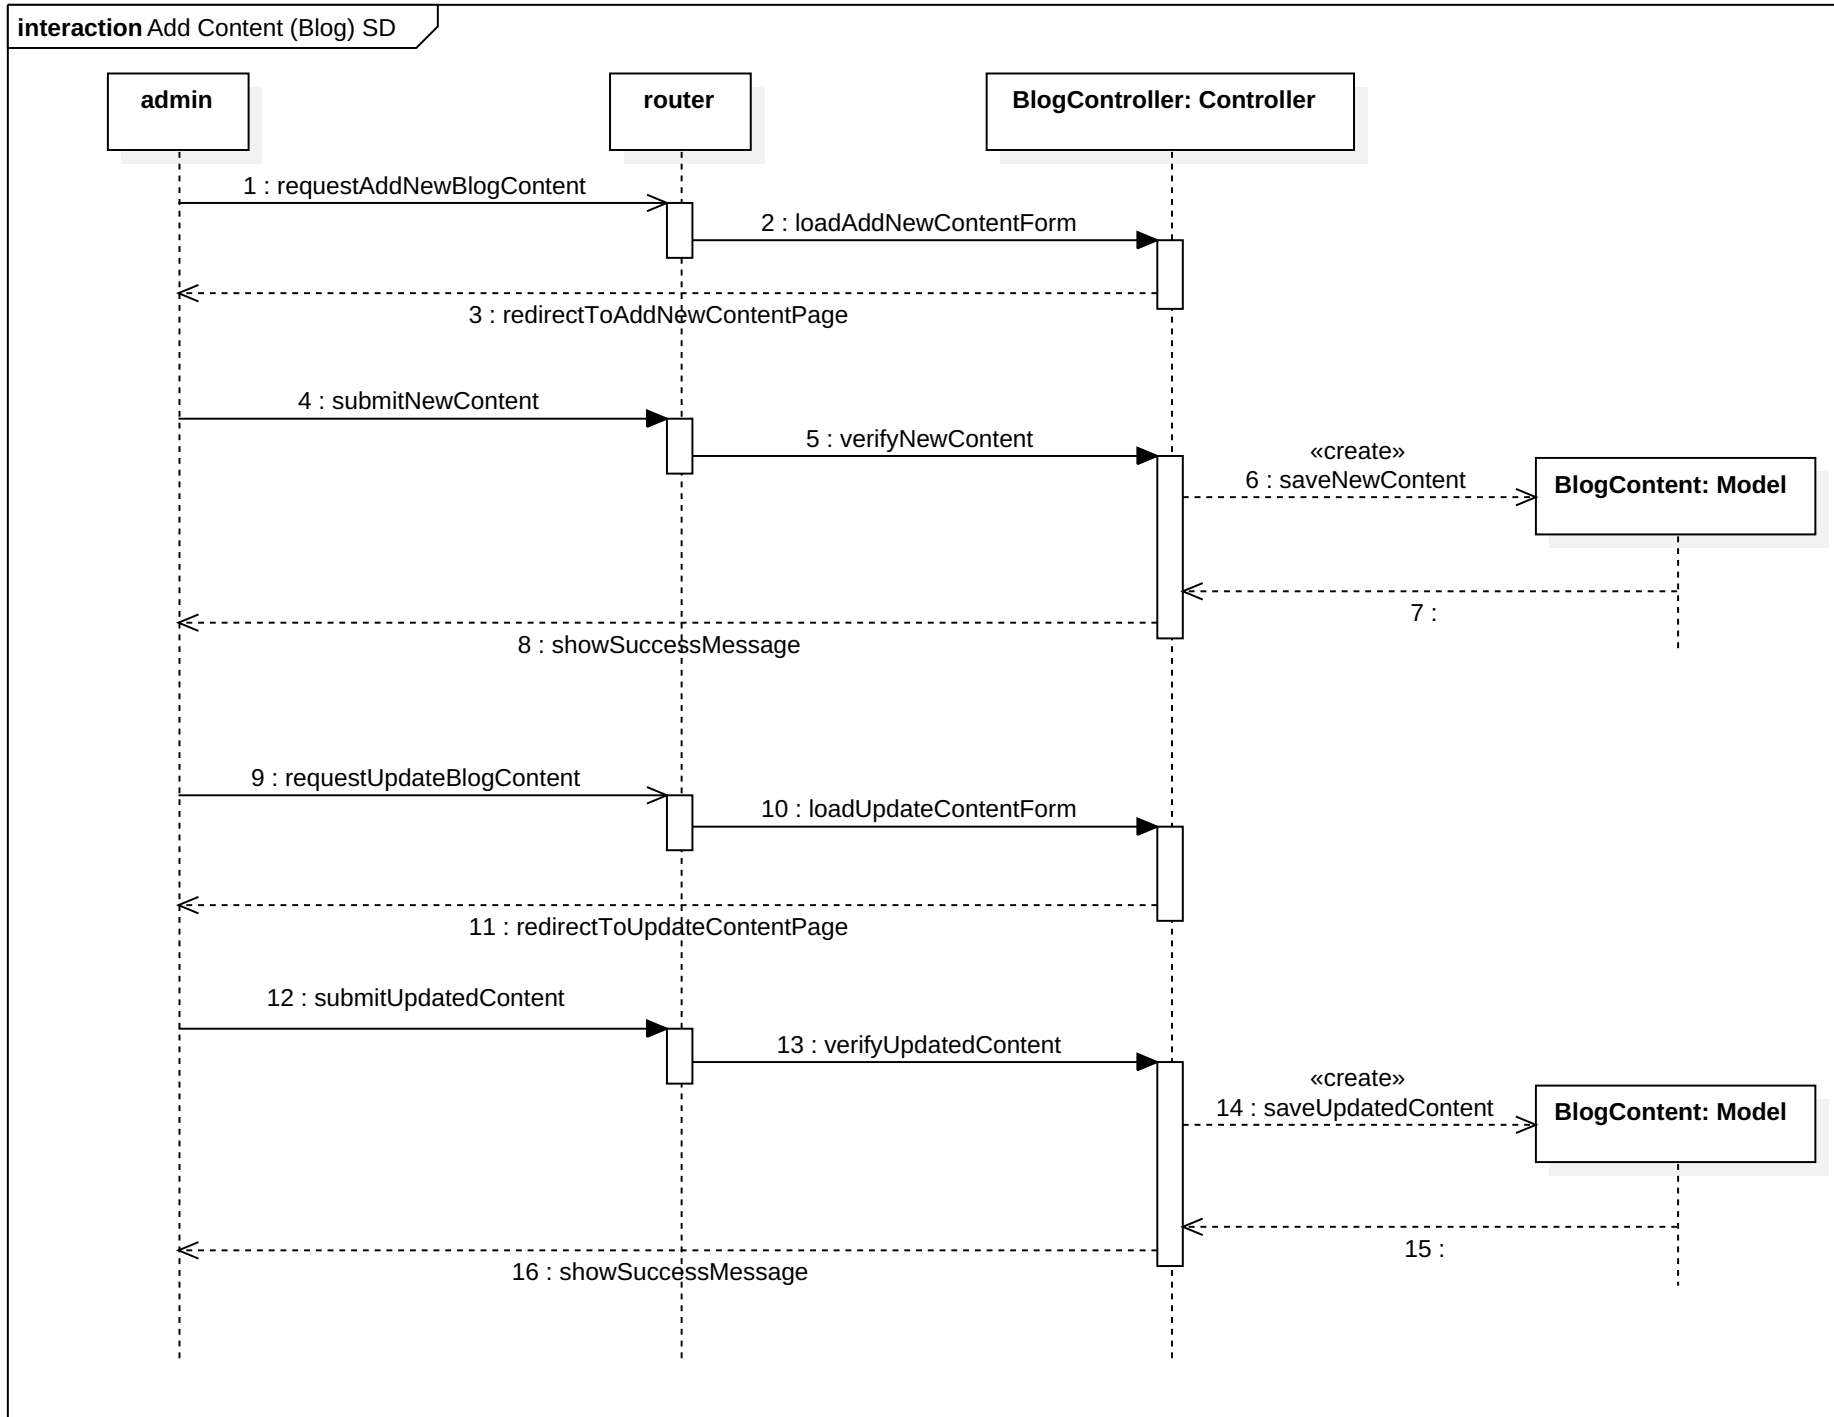 interaction Add Content (Blog) SD
admin
router
BlogController: Controller
1 : requestAddNewBlogContent
2 : loadAddNewContentForm
3 : redirectToAddNewContentPage
4 : submitNewContent
5 : verifyNewContent
«create»
6 : saveNewContent
BlogContent: Model
7 :
8 : showSuccessMessage
9 : requestUpdateBlogContent
10 : loadUpdateContentForm
11 : redirectToUpdateContentPage
12 : submitUpdatedContent
13 : verifyUpdatedContent
«create»
14 : saveUpdatedContent
BlogContent: Model
15 :
16 : showSuccessMessage